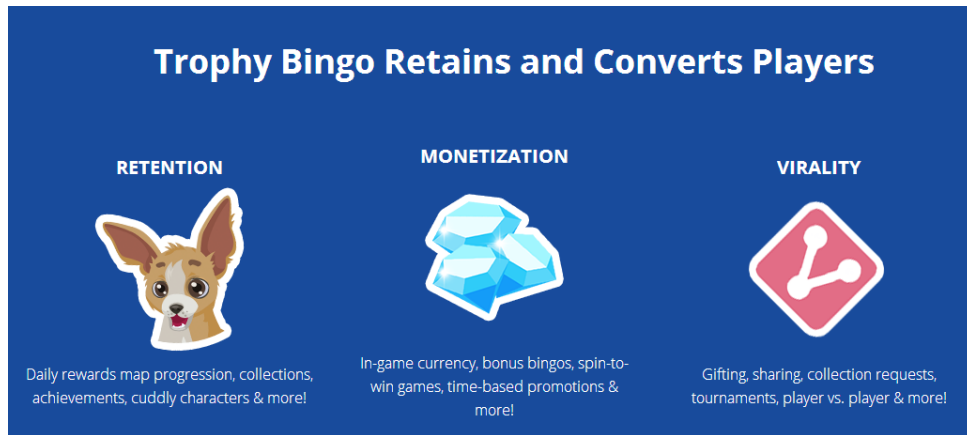 Trophy Bingo Retains and Converts Players
RETENTION
Daily rewards map progression, collections,
achievements, cuddly characters & more!
MONETIZATION
In-game currency, bonus bingos, spin-to-
win games, time-based promotions &
more!
VIRALITY
Gifting, sharing, collection requests,
tournaments, player vs. player & more!